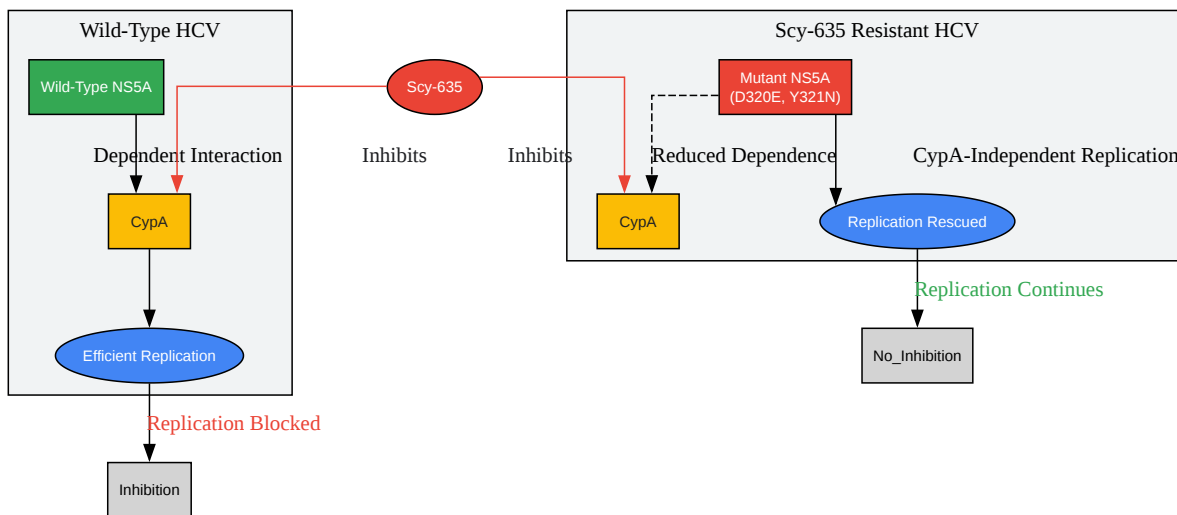 Wild-Type HCV
Scy-635 Resistant HCV
Wild-Type NS5A
Scy-635
Mutant NS5A
(D320E, Y321N)
Dependent Interaction
Inhibits
Inhibits
Reduced Dependence
CypA-Independent Replication
CypA
CypA
Replication Rescued
Replication Continues
Efficient Replication
No_Inhibition
Replication Blocked
Inhibition